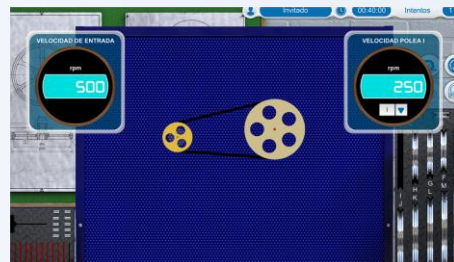 Invitado 00:40:00 Intentos
VELOCIDAD DE ENTRADA
rpm
500
VELOCIDAD POLEA I
rpm
250
I
I J
H K
G L
F M